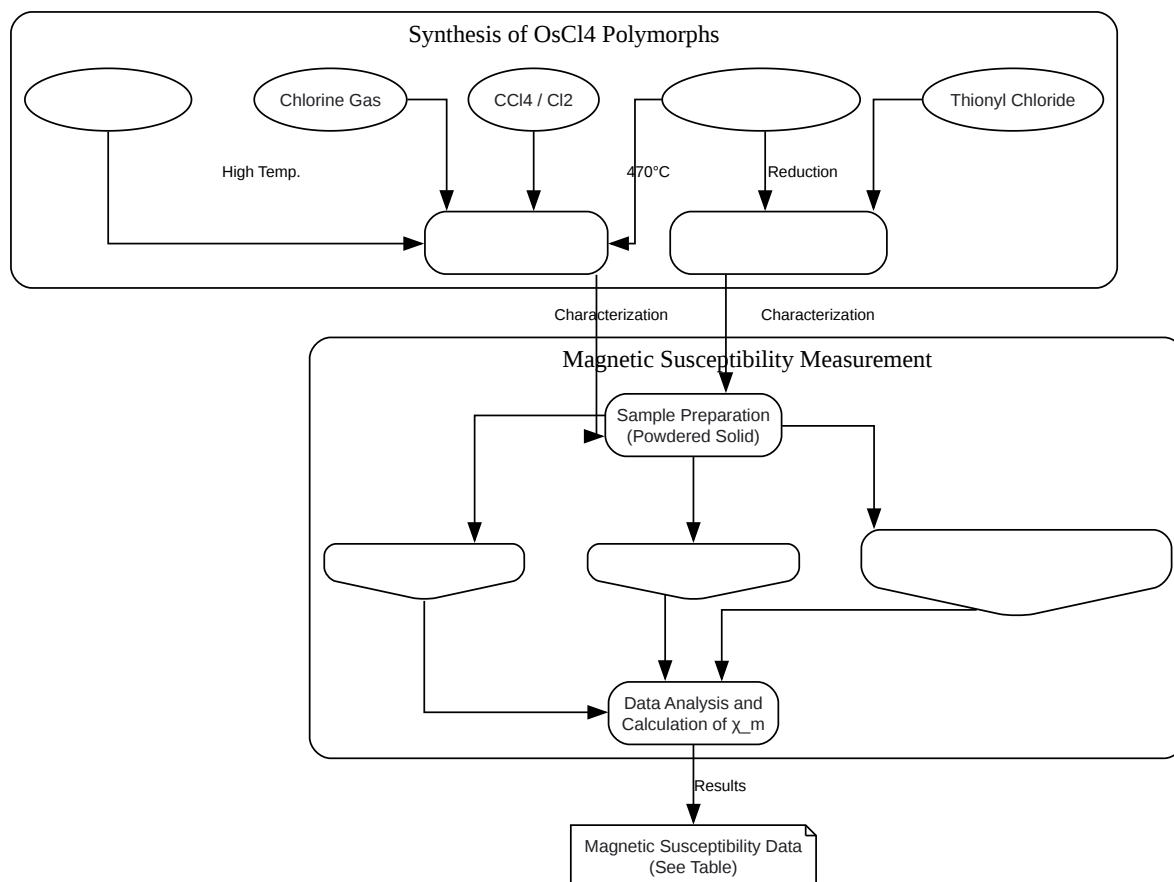 Synthesis of OsCl4 Polymorphs
Chlorine Gas
CCl4 / Cl2
Thionyl Chloride
High Temp.
470°C
Reduction
Characterization
Characterization
Magnetic Susceptibility Measurement
Sample Preparation
(Powdered Solid)
Data Analysis and
Calculation of χ_m
Results
Magnetic Susceptibility Data
(See Table)